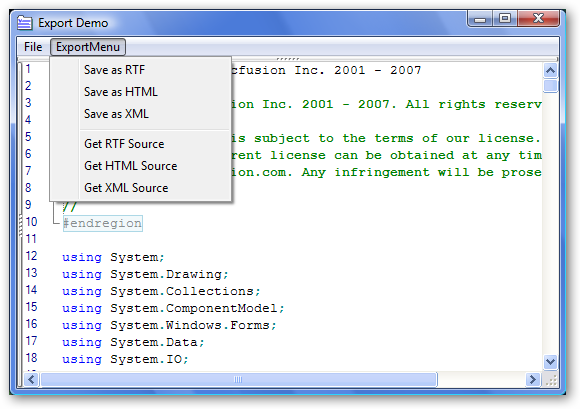 Export Demo
File ExportMenu
Save as RTF
Save as HTML
Save as XML
Get RTF Source
Get HTML Source
Get XML Source
1 cfusion Inc. 2001 - 2007
2
3 ion Inc. 2001 - 2007. All rights reserv
4
5 is subject to the terms of our license.
6 rent license can be obtained at any tim
7 ion.com. Any infringement will be prose
8
9 //
10 #endregion
11
12 using System;
13 using System.Drawing;
14 using System.Collections;
15 using System.ComponentModel;
16 using System.Windows.Forms;
17 using System.Data;
18 using System.IO;